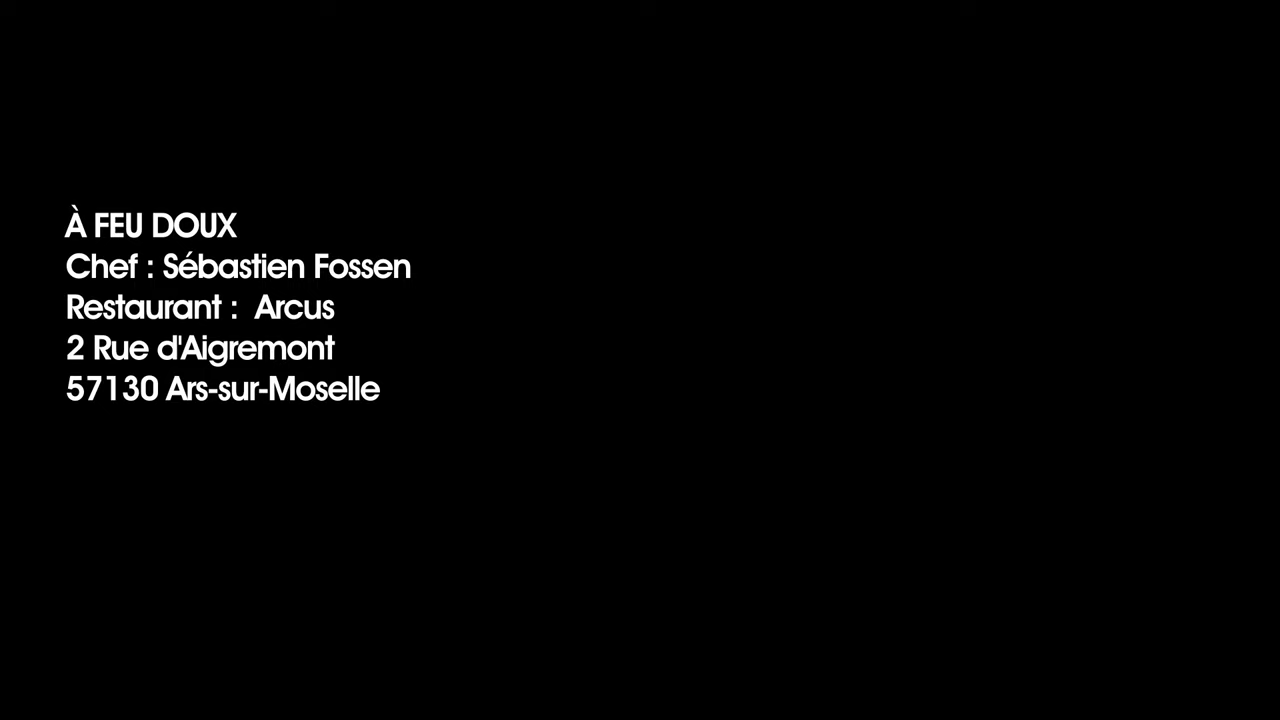 À FEU DOUX
Chef : Sébastien Fossen
Restaurant :  Arcus
2 Rue d'Aigremont
57130 Ars-sur-Moselle